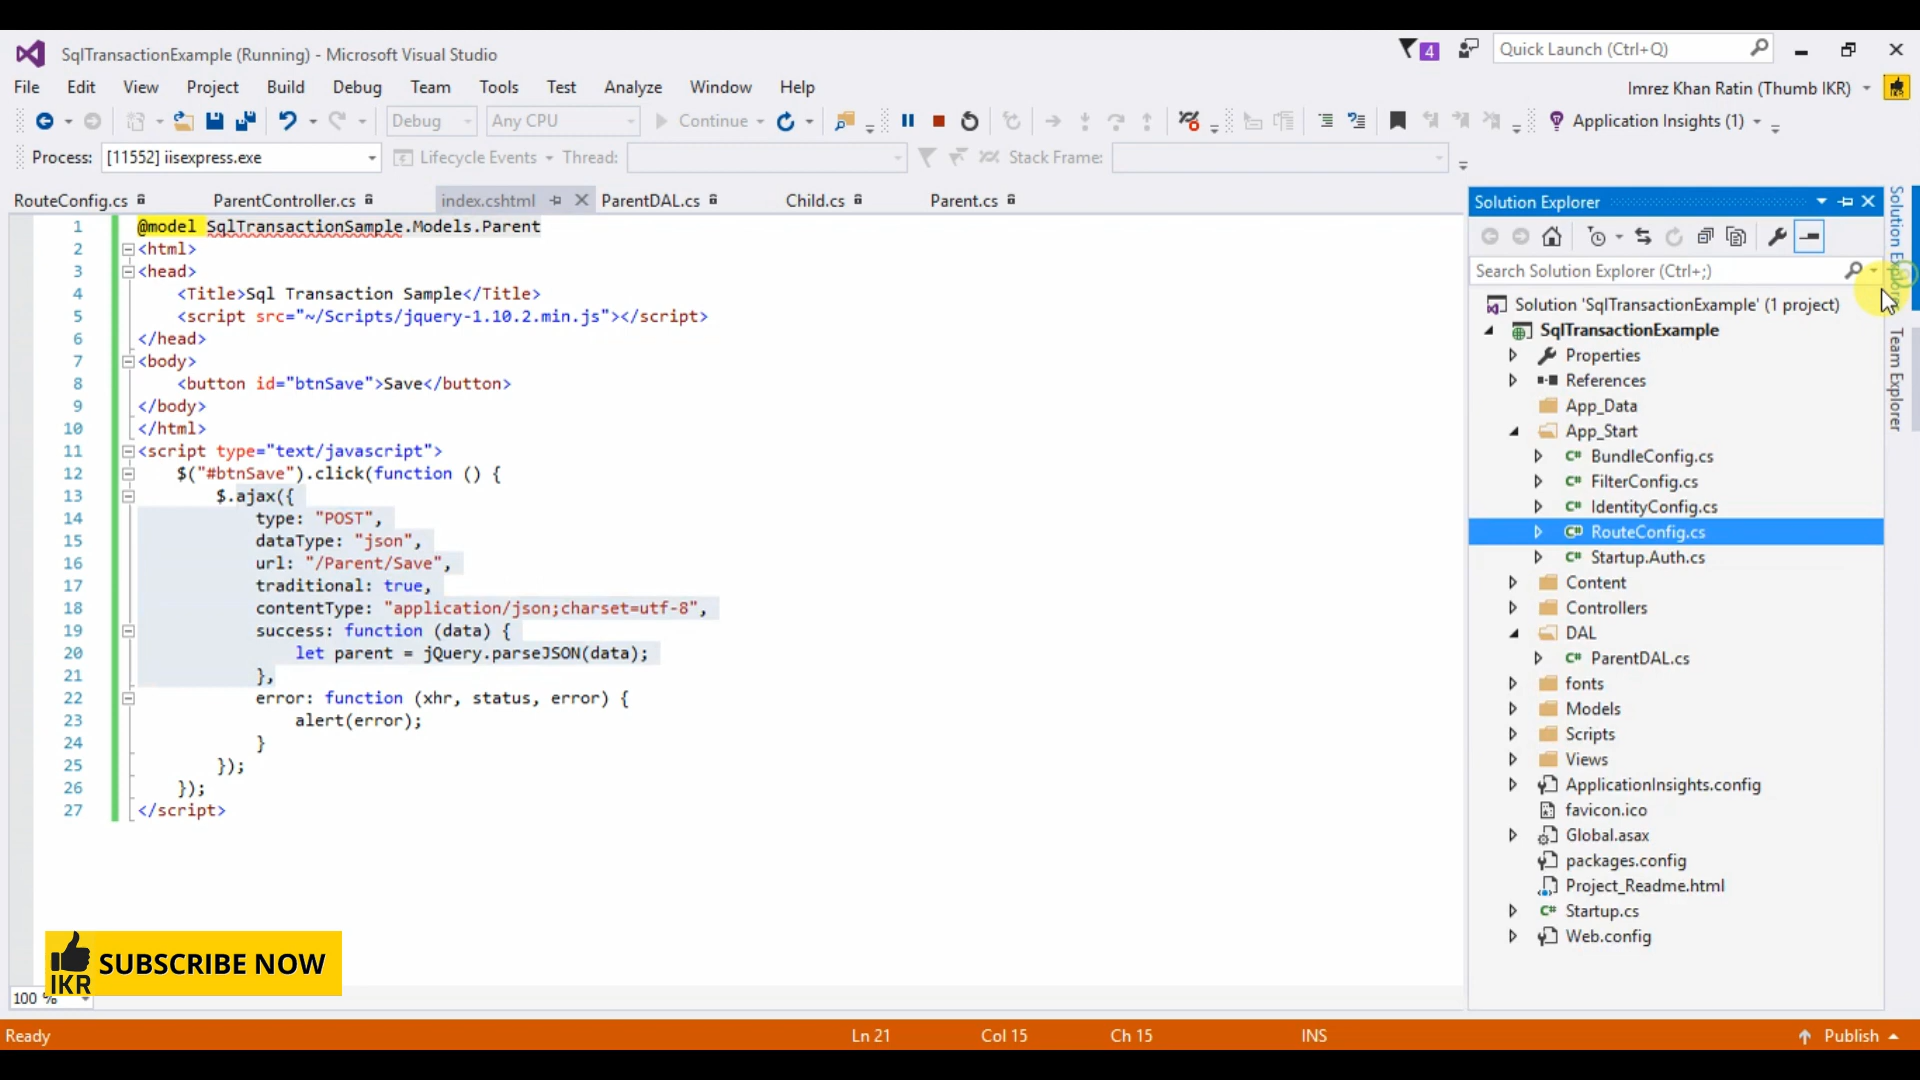 SqlTransactionExample (Running) - Microsoft Visual Studio
4
Quick Launch (Ctrl+Q)
File Edit View Project Build Debug Team Tools Test Analyze Window Help
Imrez Khan Ratin (Thumb IKR)
Debug Any CPU Continue Application Insights (1)
Process: [11552] iisexpress.exe Lifecycle Events Thread: Stack Frame:
RouteConfig.cs ParentController.cs index.cshtml ParentDAL.cs Child.cs Parent.cs
1 @model SqlTransactionSample.Models.Parent
2 <html>
3 <head>
4 <Title>Sql Transaction Sample</Title>
5 <script src="~/Scripts/jquery-1.10.2.min.js"></script>
6 </head>
7 <body>
8 <button id="btnSave">Save</button>
9 </body>
10 </html>
11 <script type="text/javascript">
12 $("#btnSave").click(function () {
13 $.ajax({
14 type: "POST",
15 dataType: "json",
16 url: "/Parent/Save",
17 traditional: true,
18 contentType: "application/json;charset=utf-8",
19 success: function (data) {
20 let parent = jQuery.parseJSON(data);
21 },
22 error: function (xhr, status, error) {
23 alert(error);
24 }
25 });
26 });
27 </script>
Solution Explorer
Search Solution Explorer (Ctrl+;)
Solution 'SqlTransactionExample' (1 project)
SqlTransactionExample
Properties
References
App_Data
App_Start
C# BundleConfig.cs
C# FilterConfig.cs
C# IdentityConfig.cs
C# RouteConfig.cs
C# Startup.Auth.cs
Content
Controllers
DAL
C# ParentDAL.cs
fonts
Models
Scripts
Views
ApplicationInsights.config
favicon.ico
Global.asax
packages.config
Project_Readme.html
C# Startup.cs
Web.config
Solution Explorer
Team Explorer
SUBSCRIBE NOW
IKR
100 %
Ready Ln 21 Col 15 Ch 15 INS Publish